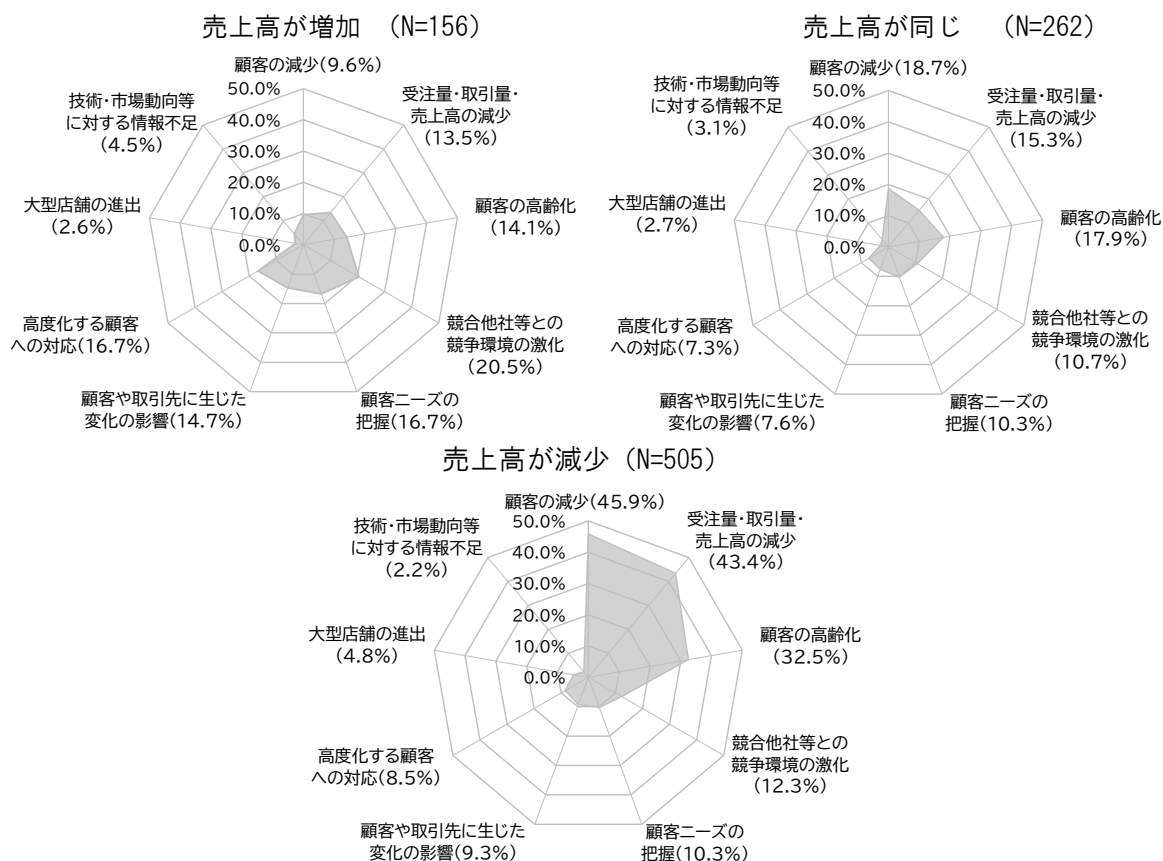 売上高が増加　（N=156）
顧客の減少(9.6%)
受注量・取引量・
売上高の減少
（13.5%）
顧客の高齢化
（14.1%）
競合他社等との
競争環境の激化
（20.5%）
顧客ニーズの
把握(16.7%）
顧客や取引先に生じた
変化の影響(14.7%）
高度化する顧客
への対応(16.7%)
大型店舗の進出
（2.6%）
技術・市場動向等
に対する情報不足
（4.5%）
50.0%
40.0%
30.0%
20.0%
10.0%
0.0%
売上高が同じ　（N=262）
顧客の減少(18.7%）
受注量・取引量・
売上高の減少
（15.3%）
顧客の高齢化
（17.9%）
競合他社等との
競争環境の激化
（10.7%）
顧客ニーズの
把握(10.3%）
顧客や取引先に生じた
変化の影響(7.6%）
高度化する顧客
への対応(7.3%)
大型店舗の進出
（2.7%）
技術・市場動向等
に対する情報不足
（3.1%）
50.0%
40.0%
30.0%
20.0%
10.0%
0.0%
売上高が減少（N=505）
顧客の減少(45.9%）
受注量・取引量・
売上高の減少
（43.4%）
顧客の高齢化
（32.5%）
競合他社等との
競争環境の激化
（12.3%）
顧客ニーズの
把握(10.3%）
顧客や取引先に生じた
変化の影響(9.3%）
高度化する顧客
への対応(8.5%)
大型店舗の進出
（4.8%）
技術・市場動向等
に対する情報不足
（2.2%）
50.0%
40.0%
30.0%
20.0%
10.0%
0.0%